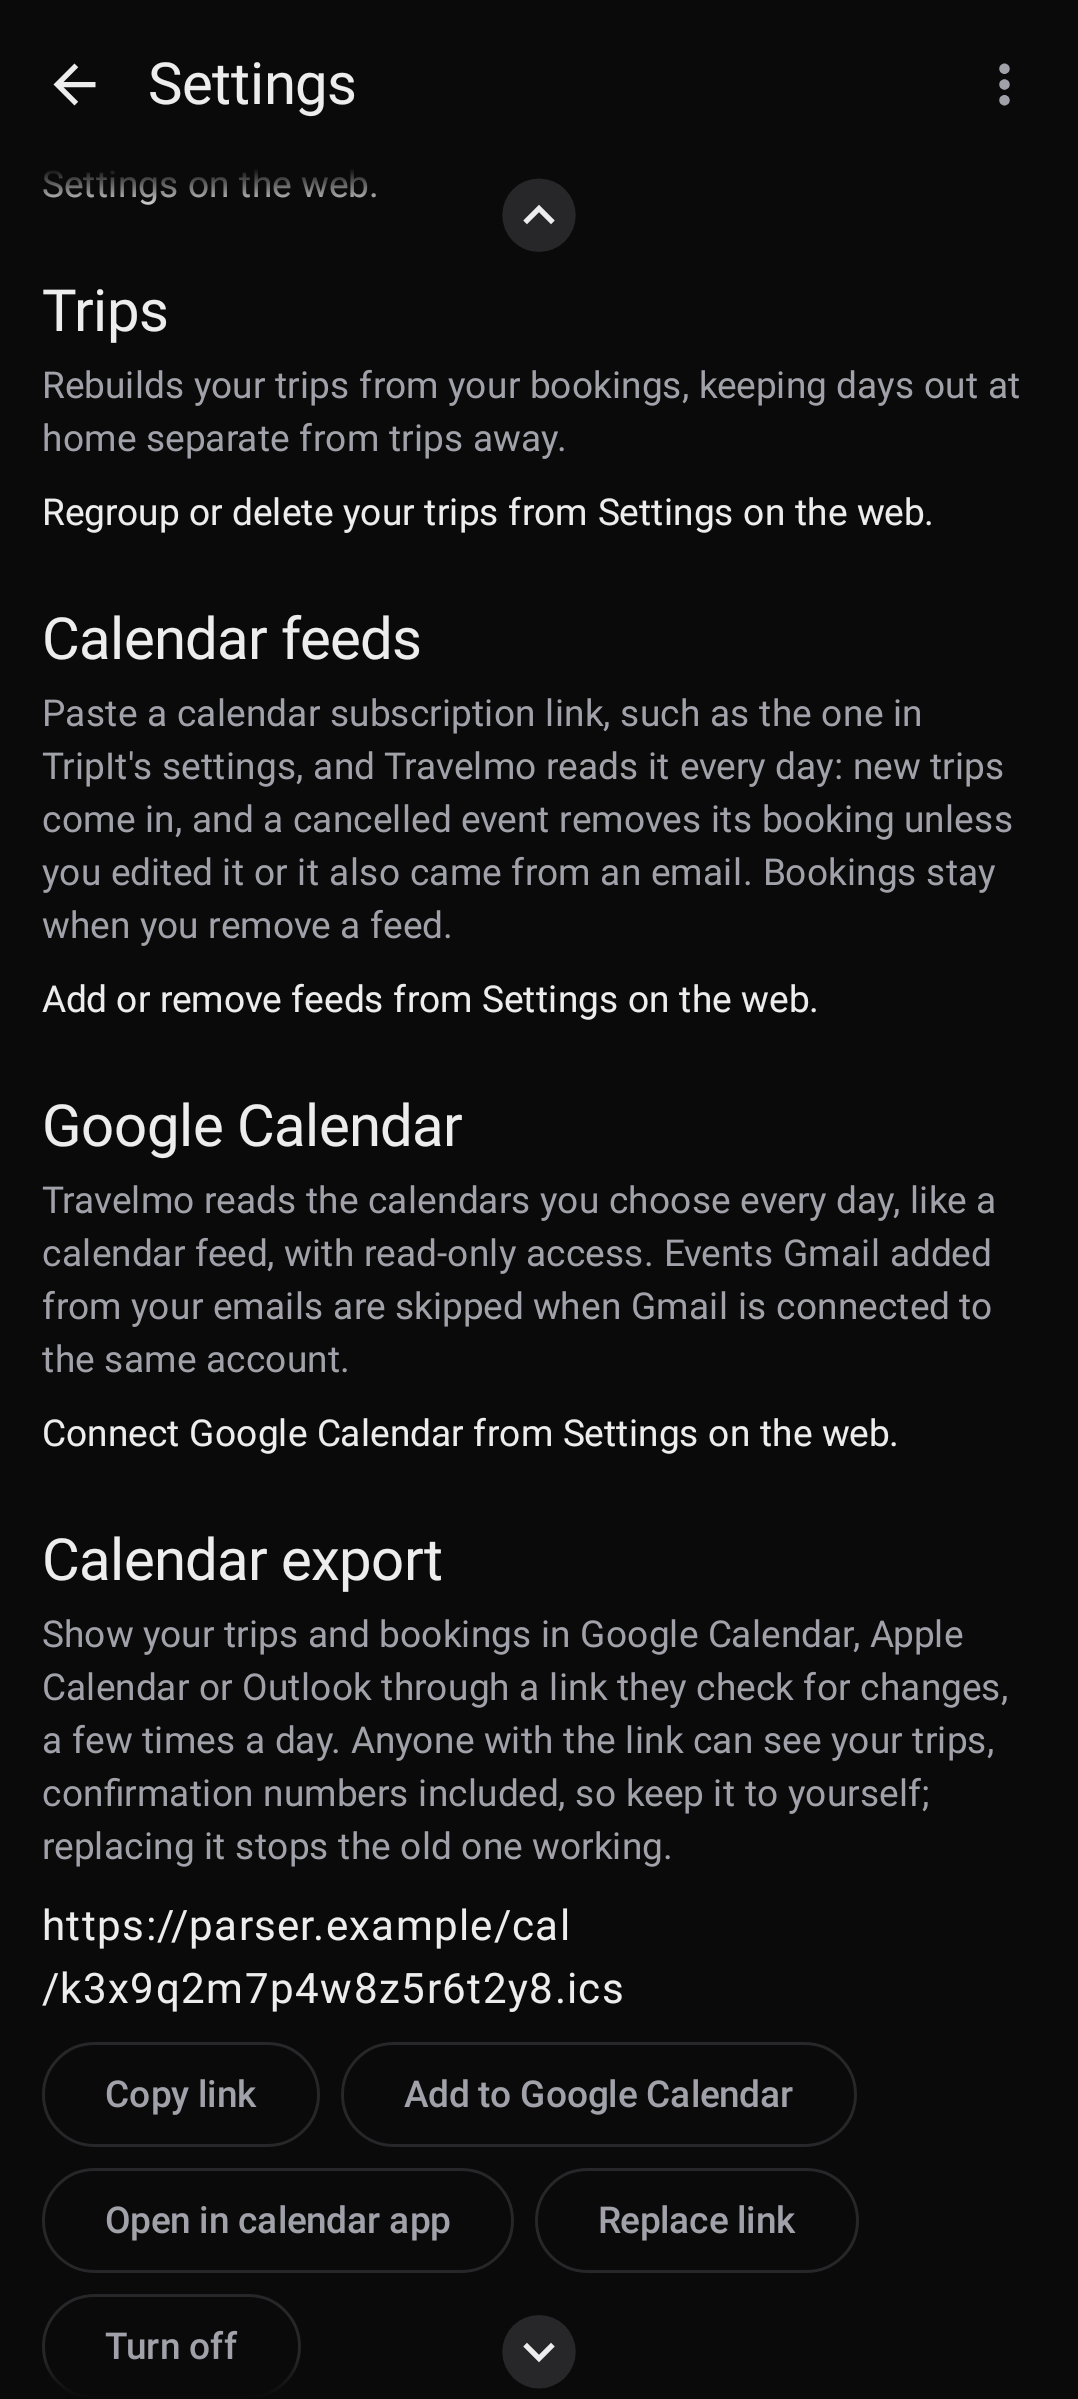 Settings
Settings on the web.
Trips
Rebuilds your trips from your bookings, keeping days out at
home separate from trips away.
Regroup or delete your trips from Settings on the web.
Calendar feeds
Paste a calendar subscription link, such as the one in
TripIt's settings, and Travelmo reads it every day: new trips
come in, and a cancelled event removes its booking unless
you edited it or it also came from an email. Bookings stay
when you remove a feed.
Add or remove feeds from Settings on the web.
Google Calendar
Travelmo reads the calendars you choose every day, like a
calendar feed, with read-only access. Events Gmail added
from your emails are skipped when Gmail is connected to
the same account.
Connect Google Calendar from Settings on the web.
Calendar export
Show your trips and bookings in Google Calendar, Apple
Calendar or Outlook through a link they check for changes,
a few times a day. Anyone with the link can see your trips,
confirmation numbers included, so keep it to yourself;
replacing it stops the old one working.
https://parser.example/cal
/k3x9q2m7p4w8z5r6t2y8.ics
Copy link
Add to Google Calendar
Open in calendar app
Replace link
Turn off